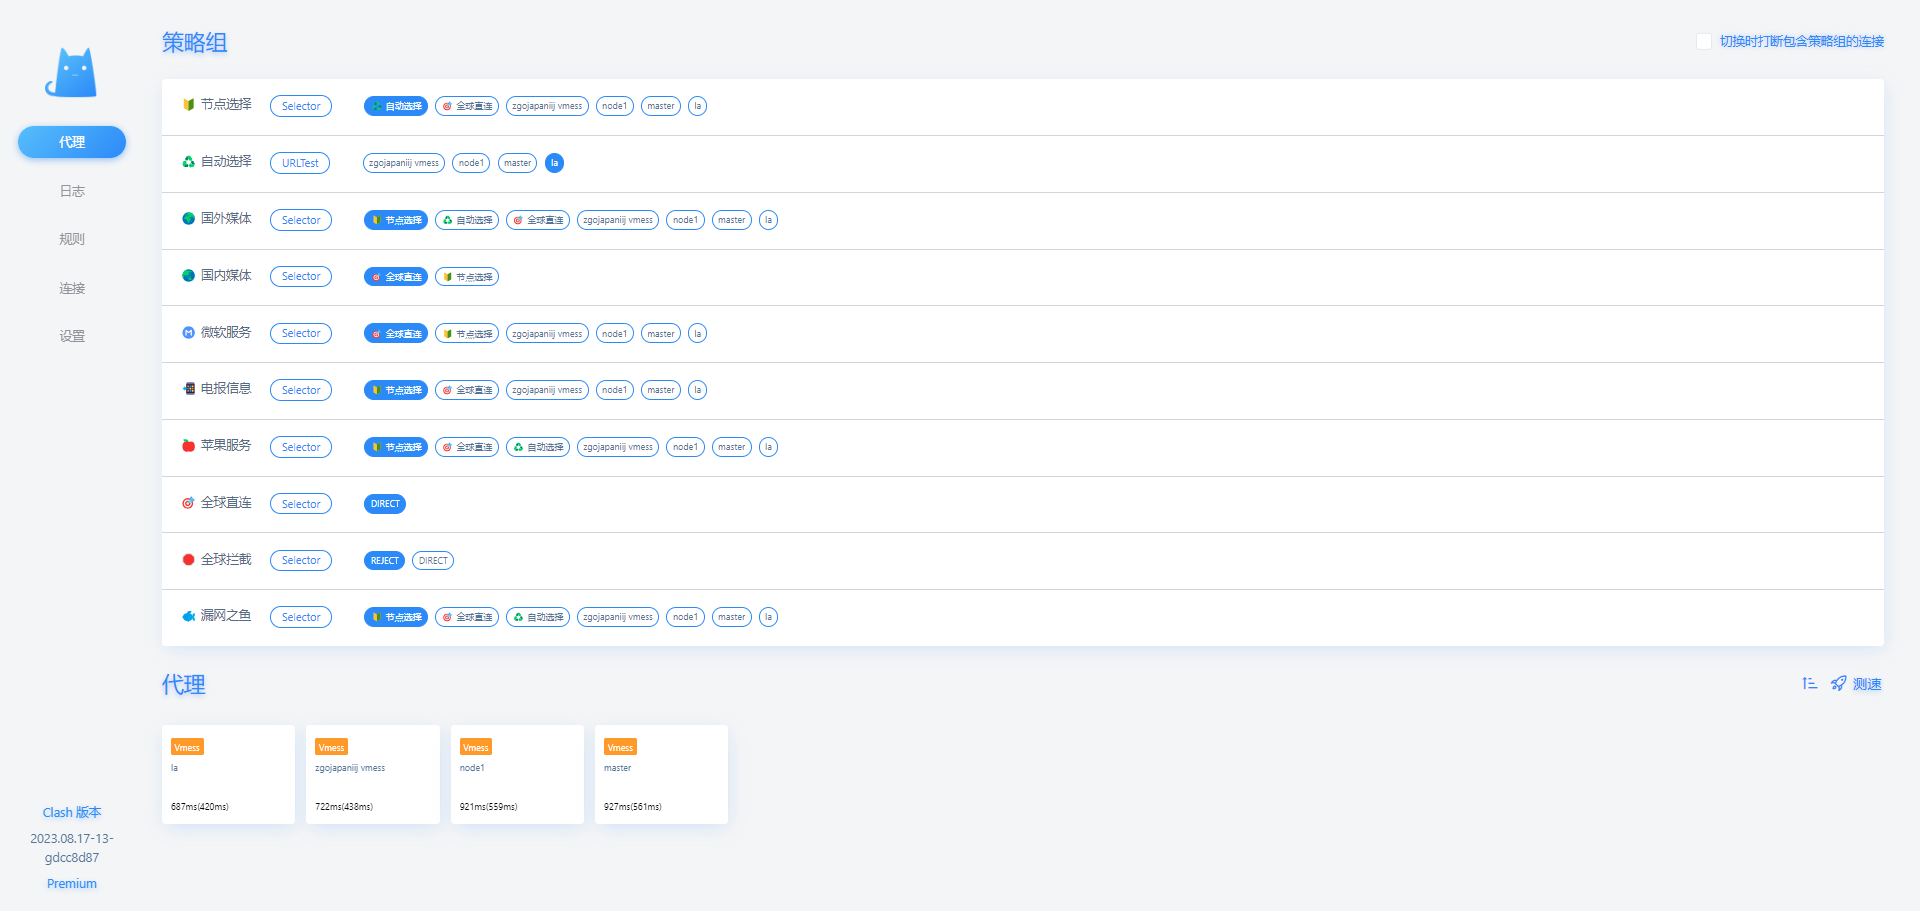 代理
日志
规则
连接
设置
Clash 版本
2023.08.17-13-
gdcc8d87
Premium
策略组
切换时打断包含策略组的连接
节点选择 Selector 自动选择 全球直连 zgojapaniij vmess node1 master la
自动选择 URLTest zgojapaniij vmess node1 master la
国外媒体 Selector 节点选择 自动选择 全球直连 zgojapaniij vmess node1 master la
国内媒体 Selector 全球直连 节点选择
微软服务 Selector 全球直连 节点选择 zgojapaniij vmess node1 master la
电报信息 Selector 节点选择 全球直连 zgojapaniij vmess node1 master la
苹果服务 Selector 节点选择 全球直连 自动选择 zgojapaniij vmess node1 master la
全球直连 Selector DIRECT
全球拦截 Selector REJECT DIRECT
漏网之鱼 Selector 节点选择 全球直连 自动选择 zgojapaniij vmess node1 master la
代理
测速
Vmess
la
687ms(420ms)
Vmess
zgojapaniij vmess
722ms(438ms)
Vmess
node1
921ms(559ms)
Vmess
master
927ms(561ms)